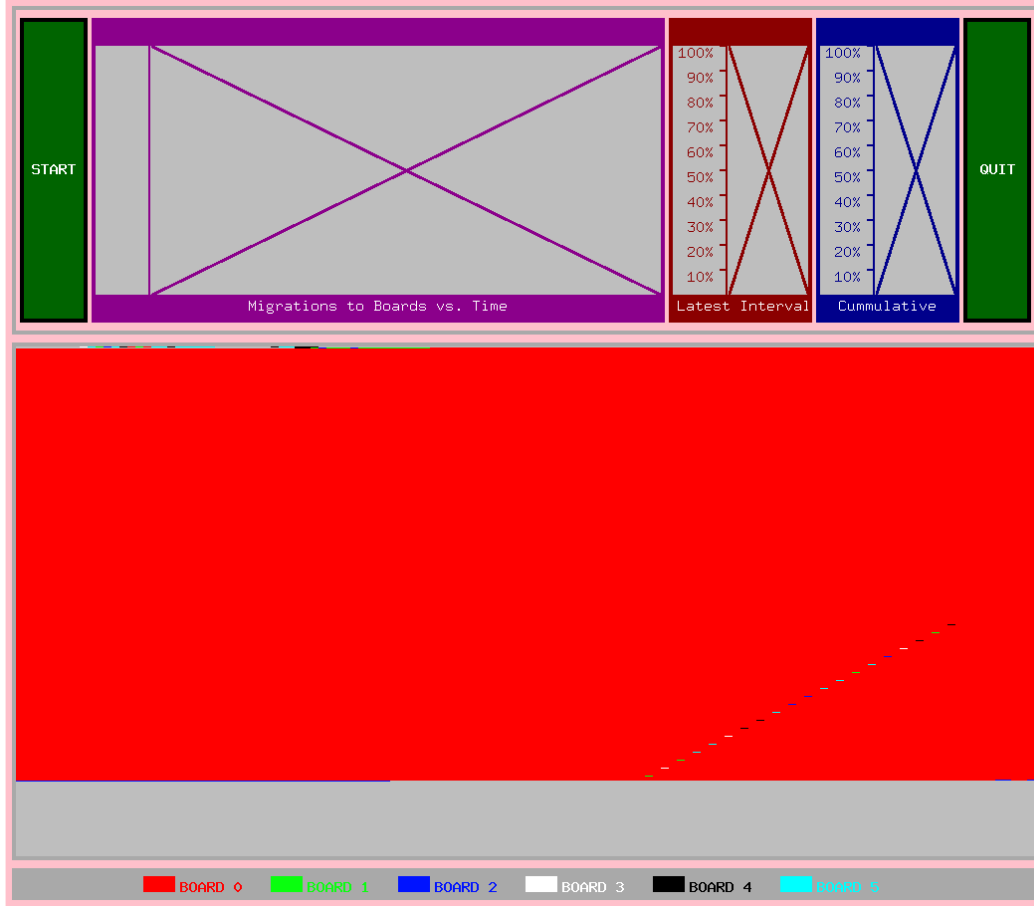 START
100%
90%
80%
70%
60%
50%
40%
30%
20%
10%
100%
90%
80%
70%
60%
50%
40%
30%
20%
10%
QUIT
Migrations to Boards vs. Time
Latest Interval
Cummulative
BOARD 0
BOARD 1
BOARD 2
BOARD 3
BOARD 4
BOARD 5